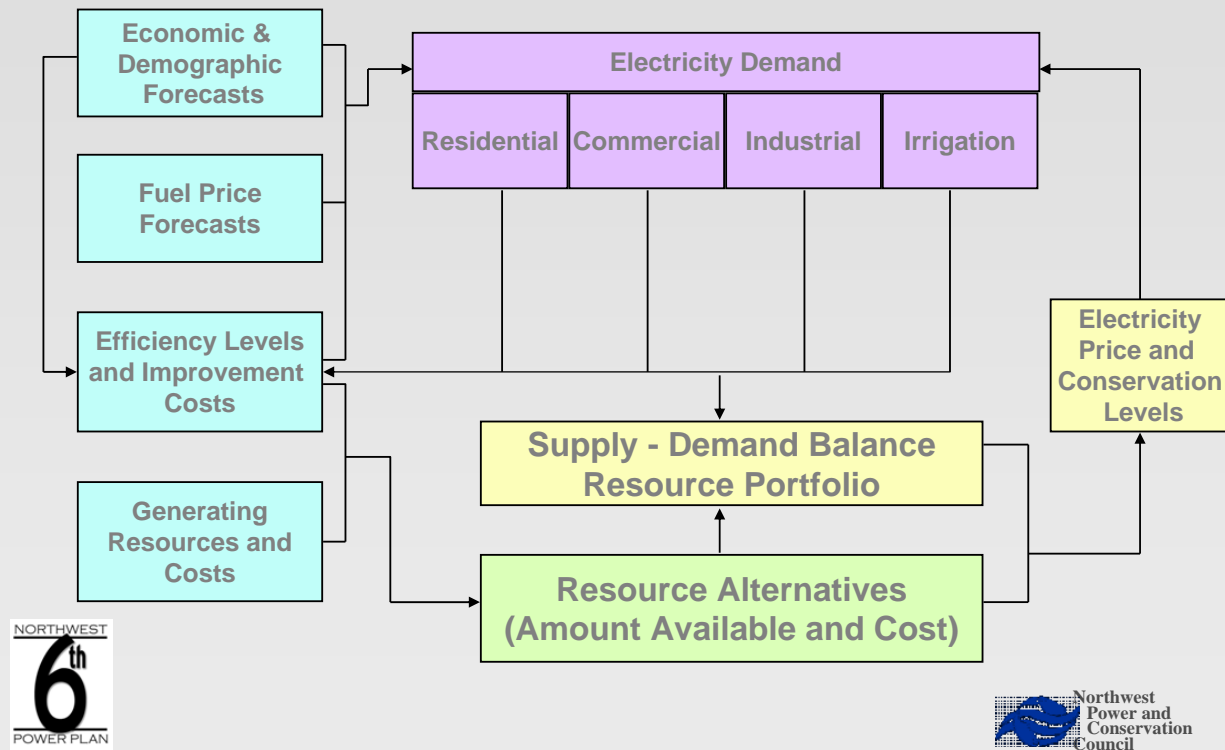 Economic &
Demographic
Forecasts
Electricity Demand
Residential
Commercial
Industrial
Irrigation
Fuel Price
Forecasts
Efficiency Levels
and Improvement
Costs
Electricity
Price and
Conservation
Levels
Supply - Demand Balance
Resource Portfolio
Generating
Resources and
Costs
Resource Alternatives
(Amount Available and Cost)
NORTHWEST
6th
POWER PLAN
Northwest
Power and
Conservation
Council